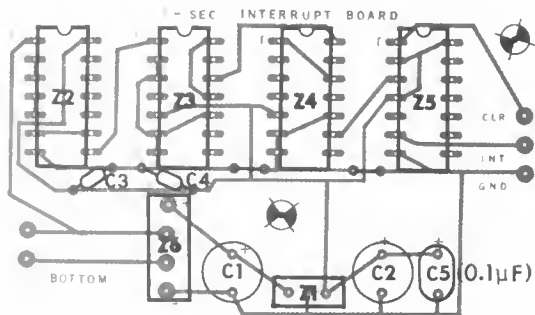 - SEC INTERRUPT BOARD
Z2 Z3 Z4 Z5
CLR
INT
GND
C3 C4
Z6
BOTTOM
C1 Z1 C2 C5 (0.1µF)